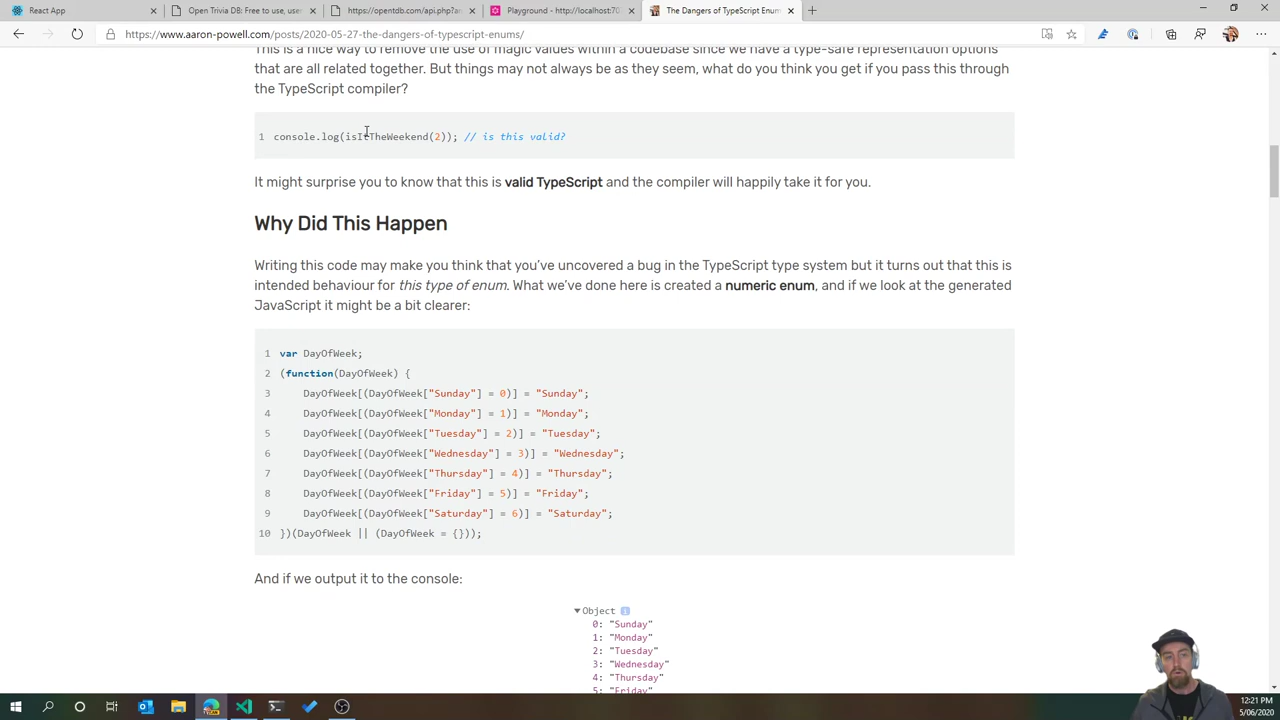 React App
Open Trivia DB: Free to use, user
https://opentdb.com/api.php?am
Playground - http://localhost:707
The Dangers of TypeScript Enum
https://www.aaron-powell.com/posts/2020-05-27-the-dangers-of-typescript-enums/
This is a nice way to remove the use of magic values within a codebase since we have a type-safe representation options
that are all related together. But things may not always be as they seem, what do you think you get if you pass this through
the TypeScript compiler?
1 console.log(isItTheWeekend(2)); // is this valid?
It might surprise you to know that this is valid TypeScript and the compiler will happily take it for you.
Why Did This Happen
Writing this code may make you think that you've uncovered a bug in the TypeScript type system but it turns out that this is
intended behaviour for this type of enum. What we've done here is created a numeric enum, and if we look at the generated
JavaScript it might be a bit clearer:
1 var DayOfWeek;
2 (function(DayOfWeek) {
3 DayOfWeek[(DayOfWeek["Sunday"] = 0)] = "Sunday";
4 DayOfWeek[(DayOfWeek["Monday"] = 1)] = "Monday";
5 DayOfWeek[(DayOfWeek["Tuesday"] = 2)] = "Tuesday";
6 DayOfWeek[(DayOfWeek["Wednesday"] = 3)] = "Wednesday";
7 DayOfWeek[(DayOfWeek["Thursday"] = 4)] = "Thursday";
8 DayOfWeek[(DayOfWeek["Friday"] = 5)] = "Friday";
9 DayOfWeek[(DayOfWeek["Saturday"] = 6)] = "Saturday";
10 })(DayOfWeek || (DayOfWeek = {}));
And if we output it to the console:
Object i
0: "Sunday"
1: "Monday"
2: "Tuesday"
3: "Wednesday"
4: "Thursday"
5: "Friday"
12:21 PM
5/06/2020